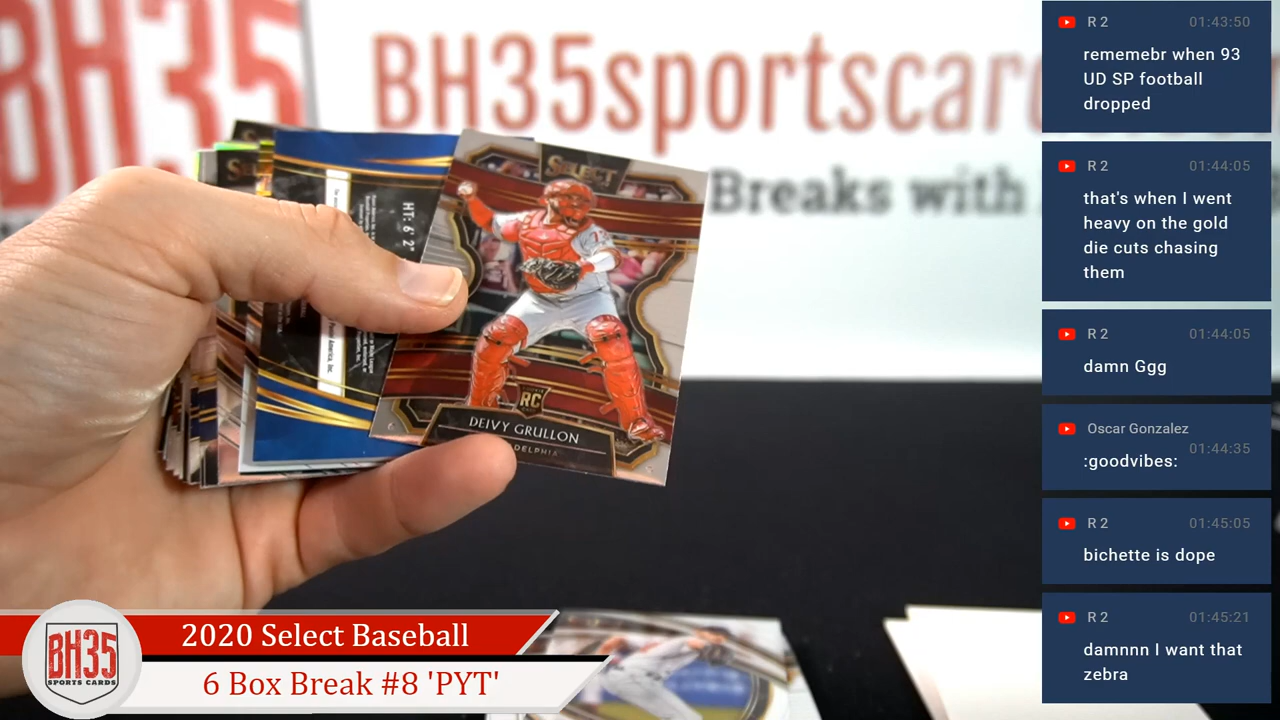 BH35
BH35sportscar
Breaks with
SELECT
HT: 6' 2"
RC
DEIVY GRULLON
2020 Select Baseball
6 Box Break #8 'PYT'
BH35
SPORTS CARDS
R 2 01:43:50
rememebr when 93
UD SP football
dropped
R 2 01:44:05
that's when I went
heavy on the gold
die cuts chasing
them
R 2 01:44:05
damn Ggg
Oscar Gonzalez 01:44:35
:goodvibes:
R 2 01:45:05
bichette is dope
R 2 01:45:21
damnnn I want that
zebra